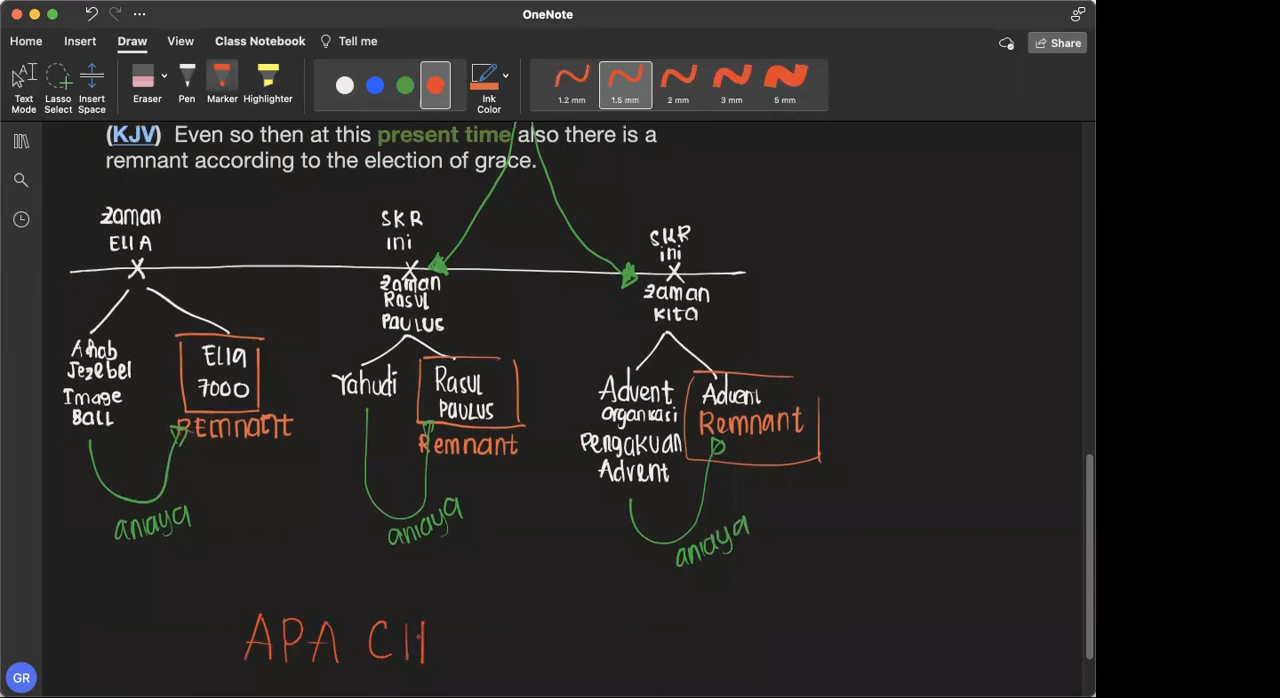 OneNote
Home Insert Draw View Class Notebook Tell me
Share
Text Mode
Lasso Select
Insert Space
Eraser
Pen
Marker
Highlighter
Ink Color
1.2 mm
1.5 mm
2 mm
3 mm
5 mm
(KJV) Even so then at this present time also there is a
remnant according to the election of grace.
Zaman
ELIA
SKR
ini
Zaman
Rasul
PAULUS
SKR
ini
Zaman
KITA
Ahab
Jezebel
Image
BaLL
ELIA
7000
REmnanT
aniaya
Yahudi
Rasul
PAULUS
Remnant
aniaya
Advent
Organisasi
Pengakuan
Advent
Advent
Remnant
aniaya
APA CI
GR